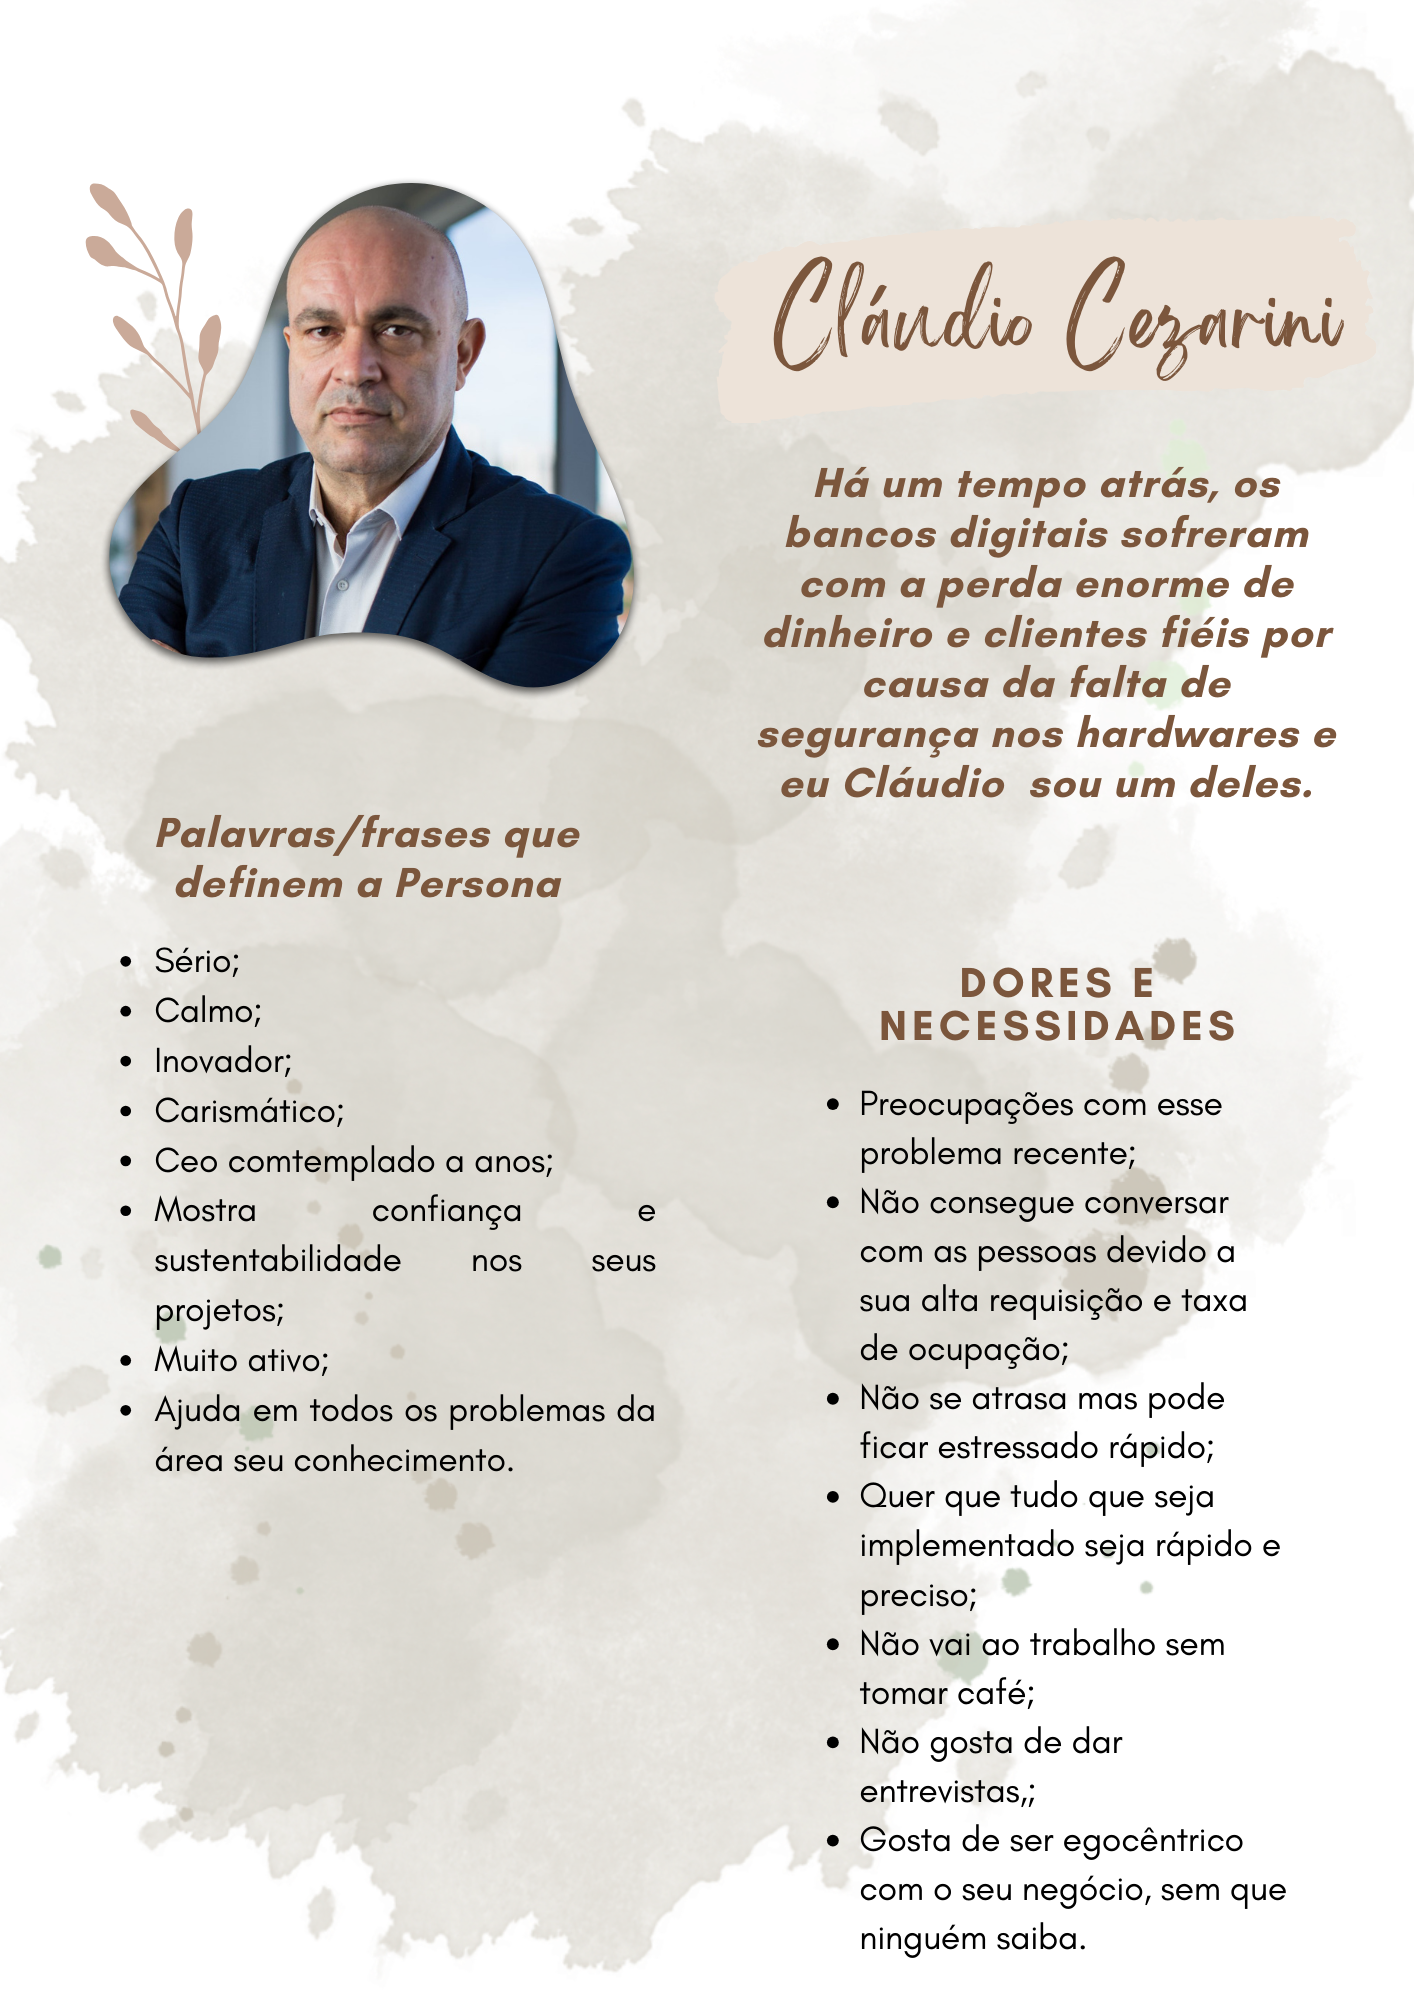 Cláudio Cezarini
Há um tempo atrás, os
bancos digitais sofreram
com a perda enorme de
dinheiro e clientes fiéis por
causa da falta de
segurança nos hardwares e
eu Cláudio  sou um deles.
Palavras/frases que
definem a Persona
• Sério;
• Calmo;
• Inovador;
• Carismático;
• Ceo comtemplado a anos;
• Mostra confiança e
sustentabilidade nos seus
projetos;
• Muito ativo;
• Ajuda em todos os problemas da
área seu conhecimento.
DORES E
NECESSIDADES
• Preocupações com esse
problema recente;
• Não consegue conversar
com as pessoas devido a
sua alta requisição e taxa
de ocupação;
• Não se atrasa mas pode
ficar estressado rápido;
• Quer que tudo que seja
implementado seja rápido e
preciso;
• Não vai ao trabalho sem
tomar café;
• Não gosta de dar
entrevistas,;
• Gosta de ser egocêntrico
com o seu negócio, sem que
ninguém saiba.